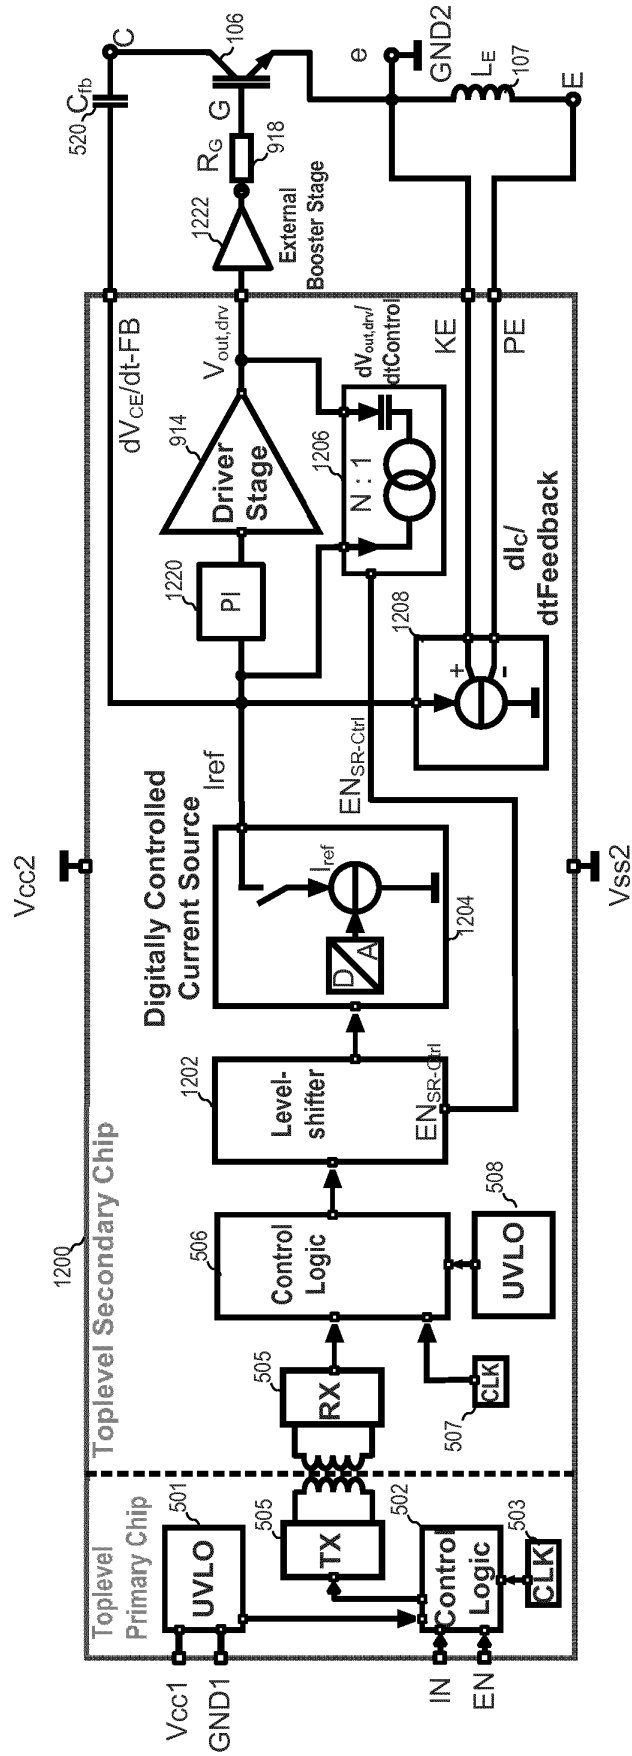 1200
Toplevel
Primary Chip
Toplevel Secondary Chip
Vcc1
GND1
IN
EN
501
UVLO
505
TX
502
Control
Logic
503
CLK
505
RX
507
CLK
506
Control
Logic
508
UVLO
1202
Level-
shifter
EN_SR-Ctrl
Digitally Controlled
Current Source
D
A
Iref
1204
Vcc2
Vss2
Iref
EN_SR-Ctrl
1220
PI
914
Driver
Stage
1206
N : 1
dV_out,drv/
dtControl
1208
+
-
dI_C/
dtFeedback
dV_CE/dt-FB
V_out,drv
KE
PE
1222
External
Booster Stage
R_G
918
G
520
C_fb
C
106
e
GND2
L_E
107
E